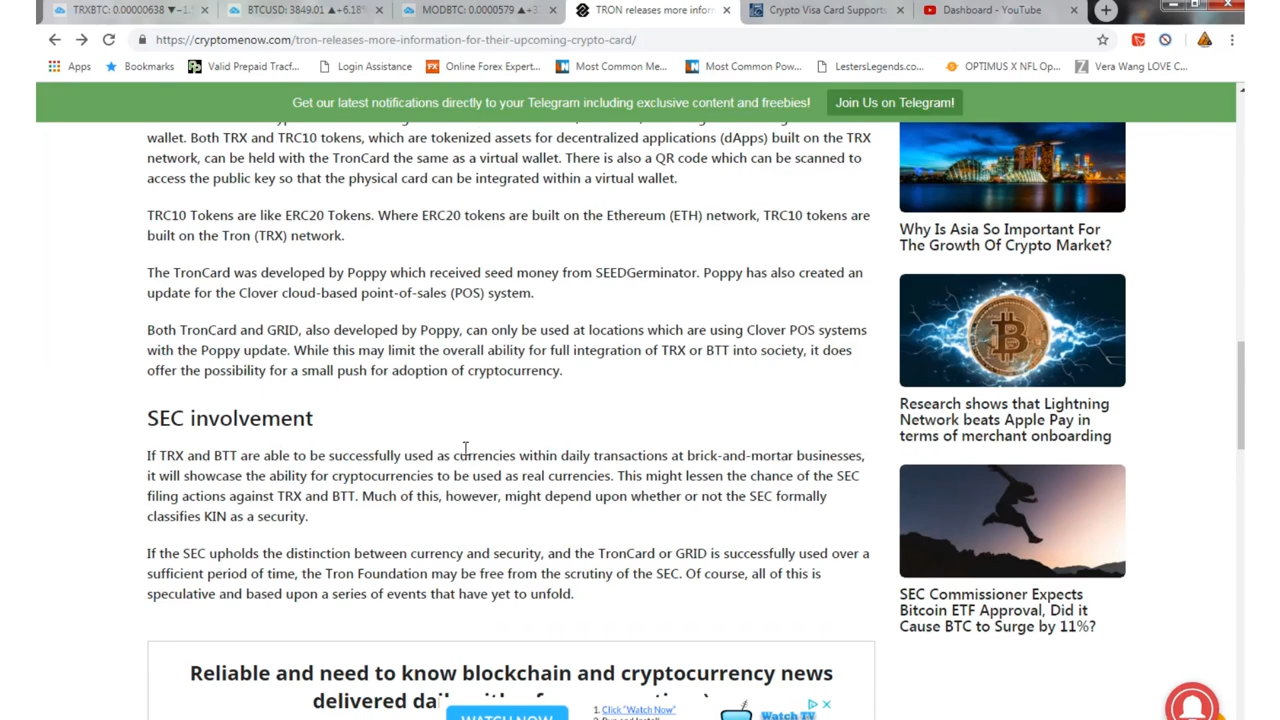 TRXBTC: 0.00000638 ▼−1.
BTCUSD: 3849.01 ▲+6.18%
MODBTC: 0.0000579 ▲+3
TRON releases more infor
Crypto Visa Card Supports
Dashboard - YouTube
https://cryptomenow.com/tron-releases-more-information-for-their-upcoming-crypto-card/
Apps
Bookmarks
Valid Prepaid Tracf...
Login Assistance
Online Forex Expert...
Most Common Me...
Most Common Pow...
LestersLegends.co...
OPTIMUS X NFL Op...
Vera Wang LOVE C...
Get our latest notifications directly to your Telegram including exclusive content and freebies!
Join Us on Telegram!
wallet. Both TRX and TRC10 tokens, which are tokenized assets for decentralized applications (dApps) built on the TRX
network, can be held with the TronCard the same as a virtual wallet. There is also a QR code which can be scanned to
access the public key so that the physical card can be integrated within a virtual wallet.
TRC10 Tokens are like ERC20 Tokens. Where ERC20 tokens are built on the Ethereum (ETH) network, TRC10 tokens are
built on the Tron (TRX) network.
The TronCard was developed by Poppy which received seed money from SEEDGerminator. Poppy has also created an
update for the Clover cloud-based point-of-sales (POS) system.
Both TronCard and GRID, also developed by Poppy, can only be used at locations which are using Clover POS systems
with the Poppy update. While this may limit the overall ability for full integration of TRX or BTT into society, it does
offer the possibility for a small push for adoption of cryptocurrency.
SEC involvement
If TRX and BTT are able to be successfully used as currencies within daily transactions at brick-and-mortar businesses,
it will showcase the ability for cryptocurrencies to be used as real currencies. This might lessen the chance of the SEC
filing actions against TRX and BTT. Much of this, however, might depend upon whether or not the SEC formally
classifies KIN as a security.
If the SEC upholds the distinction between currency and security, and the TronCard or GRID is successfully used over a
sufficient period of time, the Tron Foundation may be free from the scrutiny of the SEC. Of course, all of this is
speculative and based upon a series of events that have yet to unfold.
Reliable and need to know blockchain and cryptocurrency news
delivered da
WATCH NOW
1. Click "Watch Now"
Watch TV
Why Is Asia So Important For
The Growth Of Crypto Market?
Research shows that Lightning
Network beats Apple Pay in
terms of merchant onboarding
SEC Commissioner Expects
Bitcoin ETF Approval, Did it
Cause BTC to Surge by 11%?